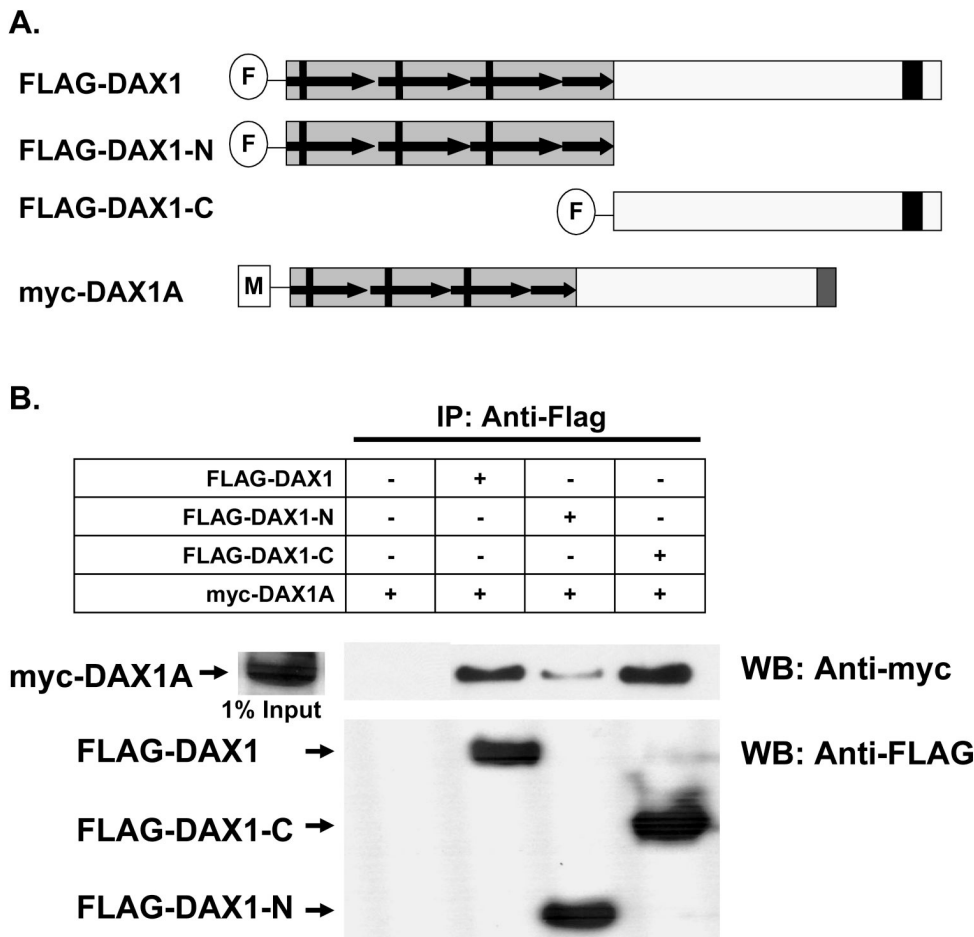 A.
FLAG-DAX1 F
FLAG-DAX1-N F
FLAG-DAX1-C F
myc-DAX1A M
B.
IP: Anti-Flag
FLAG-DAX1 - + - -
FLAG-DAX1-N - - + -
FLAG-DAX1-C - - - +
myc-DAX1A + + + +
myc-DAX1A → WB: Anti-myc
1% Input
FLAG-DAX1 → WB: Anti-FLAG
FLAG-DAX1-C →
FLAG-DAX1-N →